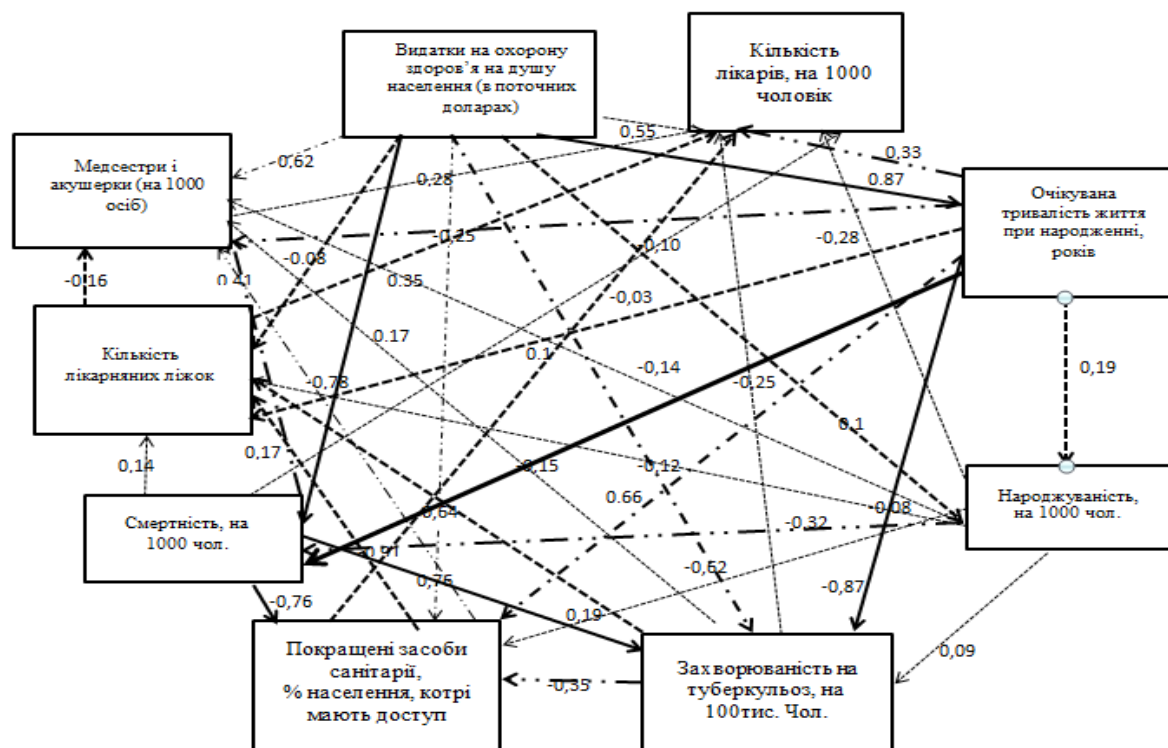 Видатки на охорону
здоров'я на душу
населення (в поточних
доларах)
Кількість
лікарів, на 1000
чоловік
Медсестри і
акушерки (на 1000
осіб)
Очікувана
тривалість життя
при народженні,
років
Кількість
лікарняних ліжок
Смертність, на
1000 чол.
Народжуваність,
на 1000 чол.
Покращені засоби
санітарії,
% населення, котрі
мають доступ
Захворюваність на
туберкульоз, на
100тис. Чол.
0,55
0,33
-0,62
0,87
0,28
-0,25
-0,10
-0,28
-0,08
0,41
0,35
-0,16
-0,03
0,17
0,1
-0,14
-0,25
0,19
-0,78
0,1
0,14
0,17
-0,15
-0,12
0,66
-0,08
-0,64
-0,32
-0,91
0,76
-0,62
-0,87
-0,76
0,19
0,09
-0,35